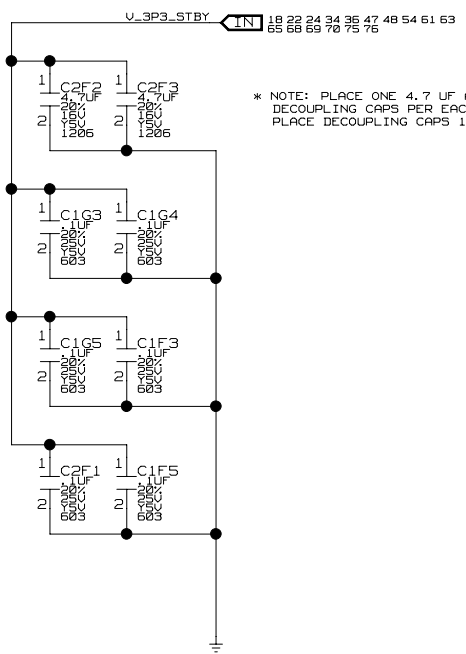 V_3P3_STBY IN 18 22 24 34 36 47 48 54 61 63
65 68 69 70 75 76
* NOTE: PLACE ONE 4.7 UF
DECOUPLING CAPS PER EAC
PLACE DECOUPLING CAPS 1
1 C2F2
4.7UF
20%
16V
Y5V
1206
2
1 C2F3
4.7UF
20%
16V
Y5V
1206
2
1 C1G3
.1UF
20%
25V
Y5V
603
2
1 C1G4
.1UF
20%
25V
Y5V
603
2
1 C1G5
.1UF
20%
25V
Y5V
603
2
1 C1F3
.1UF
20%
25V
Y5V
603
2
1 C2F1
.1UF
20%
25V
Y5V
603
2
1 C1F5
.1UF
20%
25V
Y5V
603
2